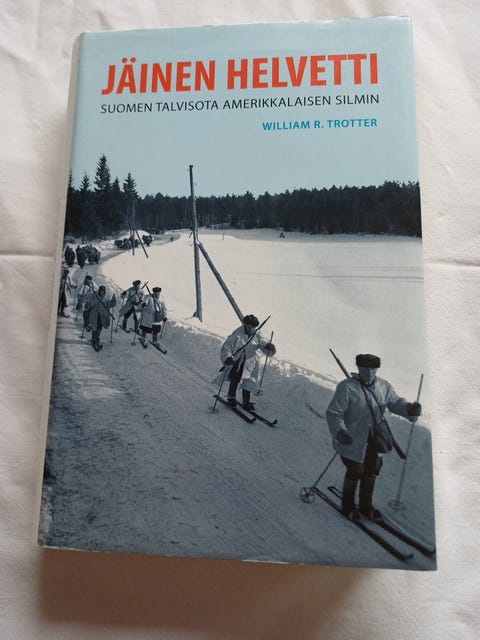 JÄINEN HELVETTI
SUOMEN TALVISOTA AMERIKKALAISEN SILMIN
WILLIAM R. TROTTER